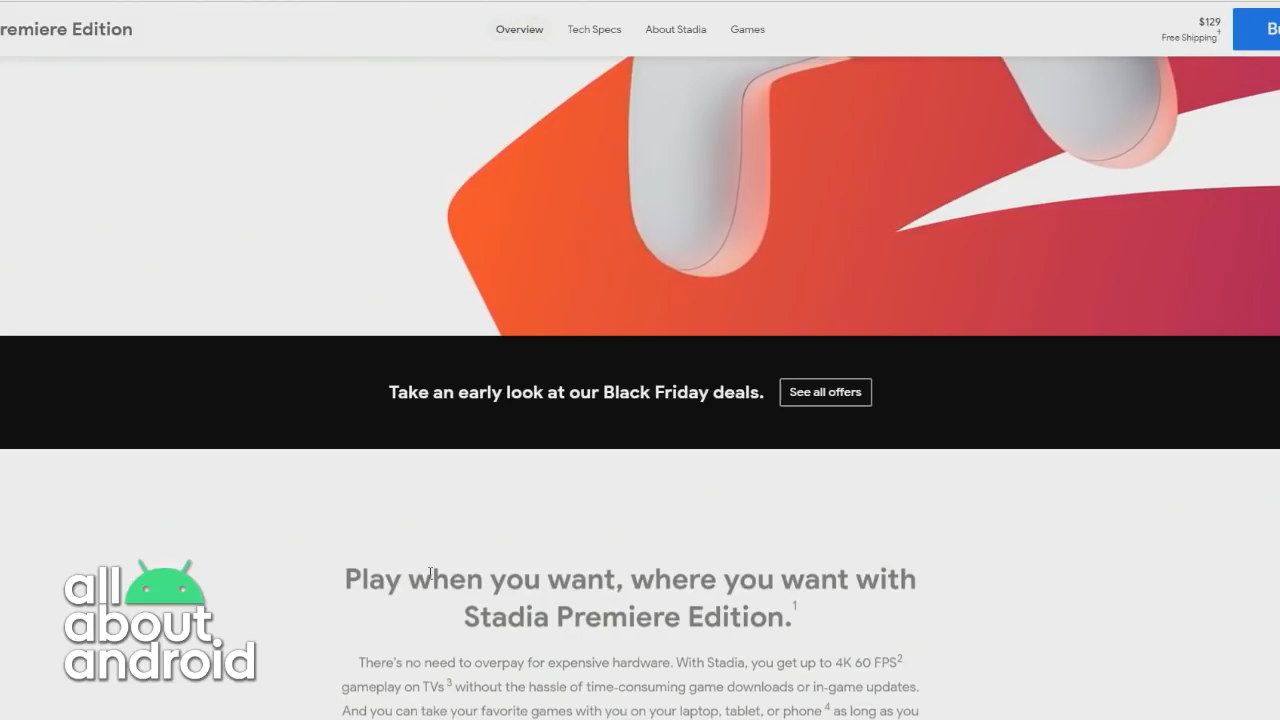 remiere Edition
Overview
Tech Specs
About Stadia
Games
$129
Free Shipping†
Take an early look at our Black Friday deals.
See all offers
Play when you want, where you want with
Stadia Premiere Edition.1
There's no need to overpay for expensive hardware. With Stadia, you get up to 4K 60 FPS2
gameplay on TVs 3 without the hassle of time-consuming game downloads or in-game updates.
And you can take your favorite games with you on your laptop, tablet, or phone 4 as long as you
all
about
android